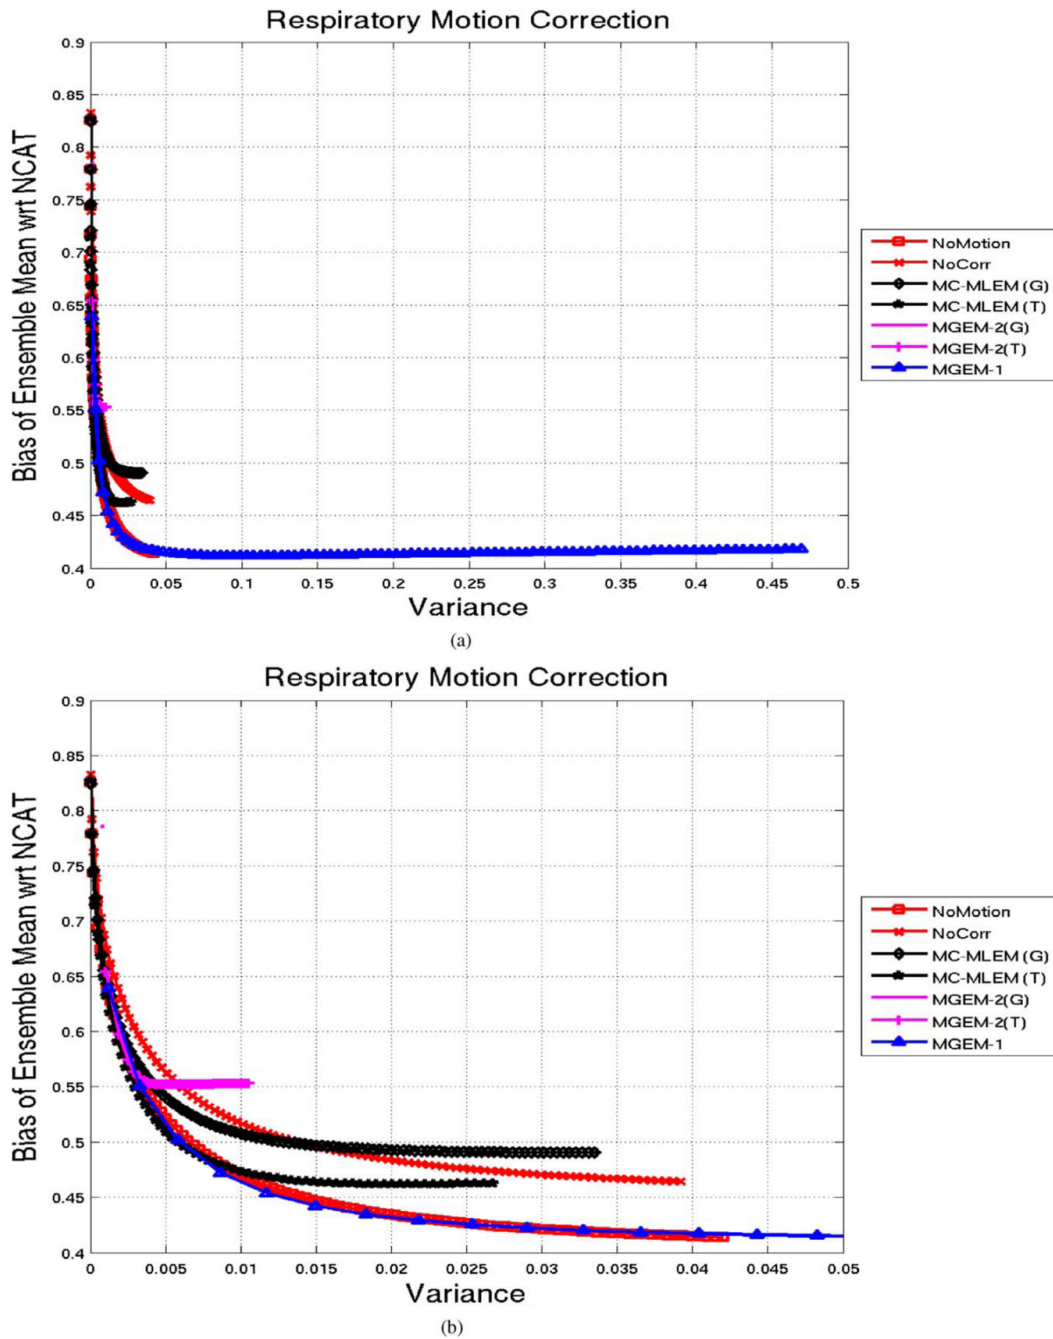 Respiratory Motion Correction
Bias of Ensemble Mean wrt NCAT
0.9
0.85
0.8
0.75
0.7
0.65
0.6
0.55
0.5
0.45
0.4
0 0.05 0.1 0.15 0.2 0.25 0.3 0.35 0.4 0.45 0.5
Variance
NoMotion
NoCorr
MC-MLEM (G)
MC-MLEM (T)
MGEM-2(G)
MGEM-2(T)
MGEM-1
(a)
Respiratory Motion Correction
Bias of Ensemble Mean wrt NCAT
0.9
0.85
0.8
0.75
0.7
0.65
0.6
0.55
0.5
0.45
0.4
0 0.005 0.01 0.015 0.02 0.025 0.03 0.035 0.04 0.045 0.05
Variance
NoMotion
NoCorr
MC-MLEM (G)
MC-MLEM (T)
MGEM-2(G)
MGEM-2(T)
MGEM-1
(b)